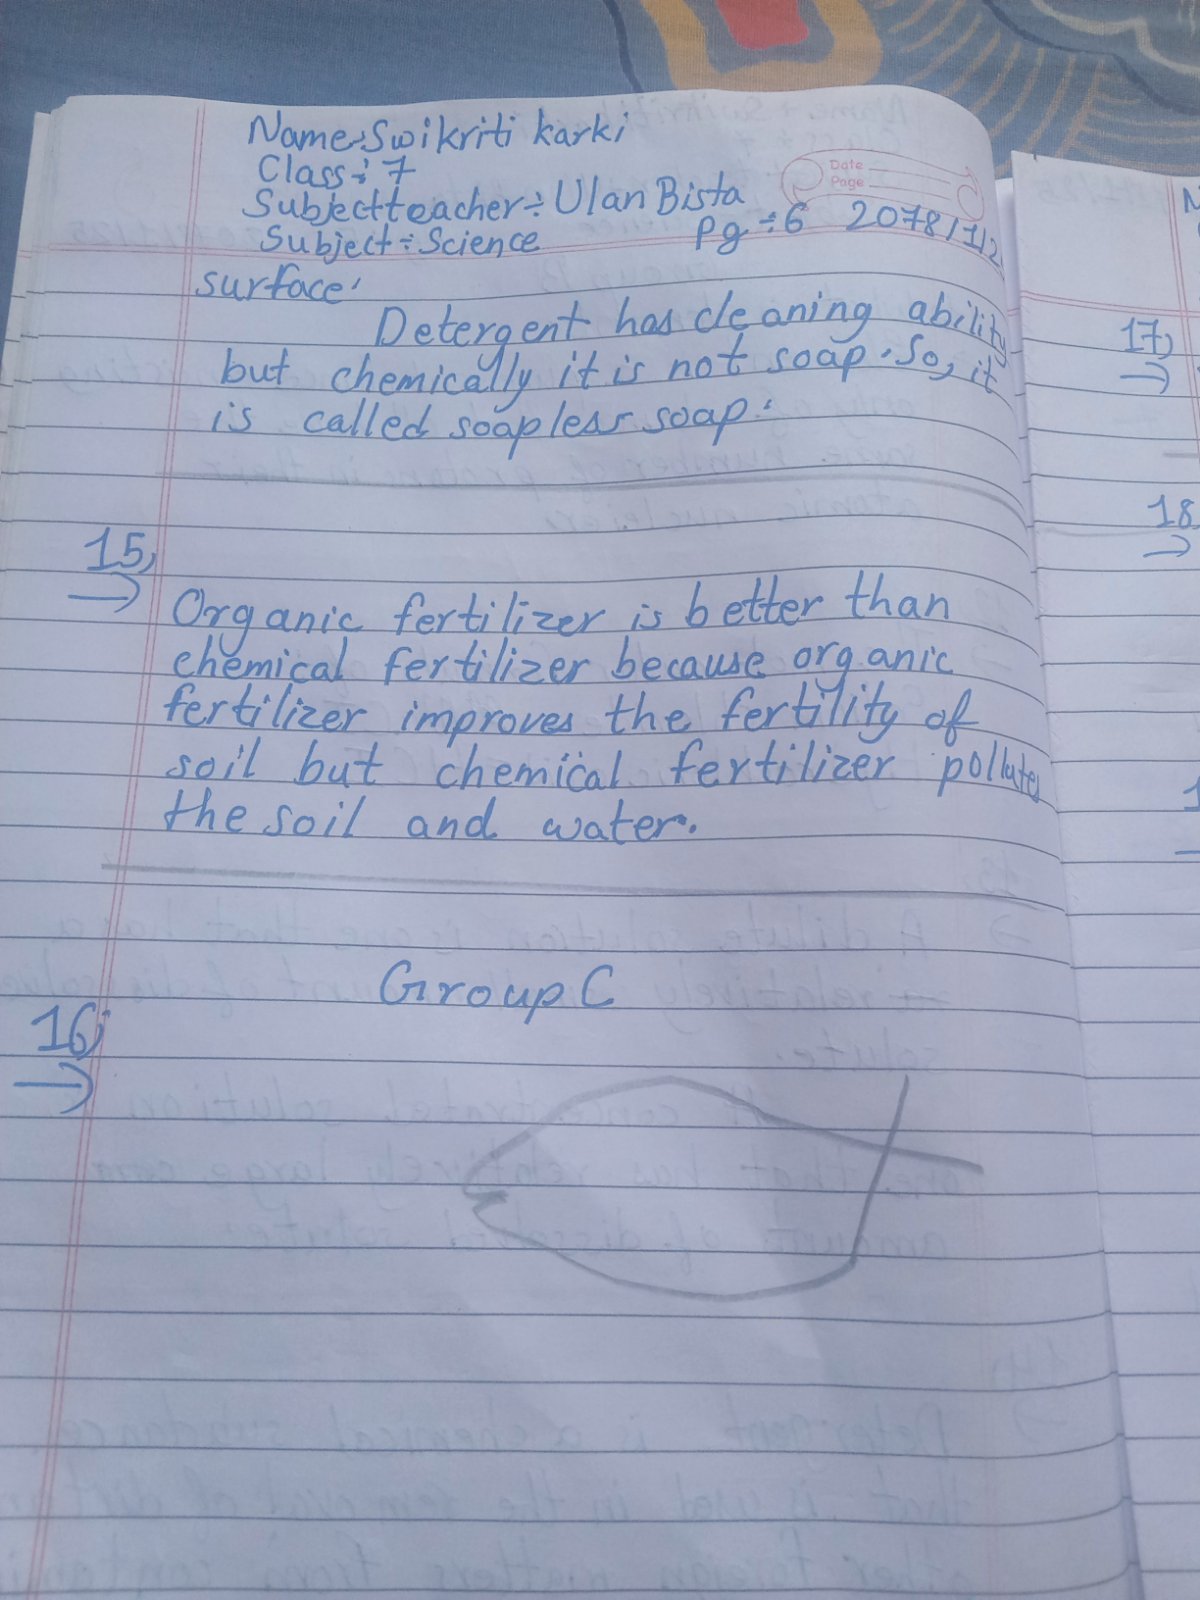 Name:Swikriti karki
Class÷7
Date
Page
Subjectteacher÷Ulan Bista
Subject÷Science
Pg÷6 2078/1/2
surface.
Detergent has cleaning ability
but chemically it is not soap. So, it
is called soapless soap.
15,
→
Organic fertilizer is better than
chemical fertilizer because organic
fertilizer improves the fertility of
soil but chemical fertilizer pollutes
the soil and water.
Group C
16,
→
17,
→
18
→